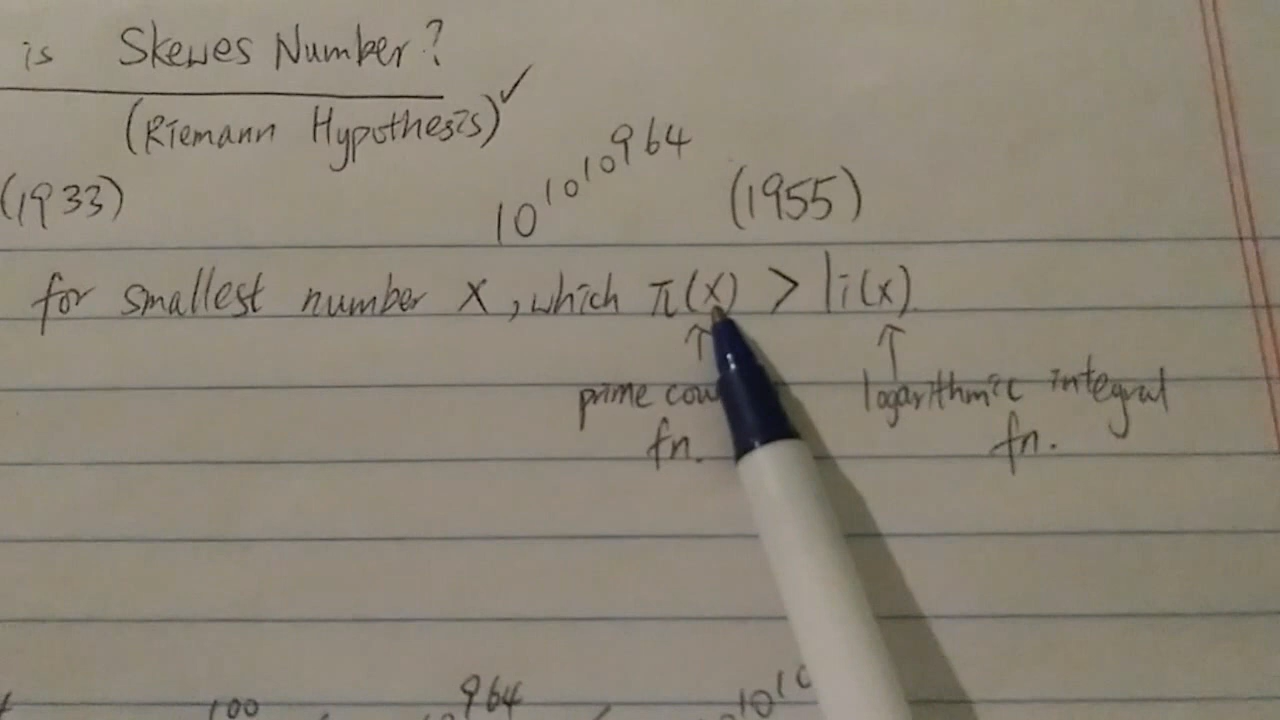 is Skewes Number?
(Riemann Hypothesis)✓
(1933) 10^10^10^964 (1955)
for smallest number x, which π(x) > li(x)
↑ ↑
prime cou logarithmic integral
fn. fn.
100 964 10^10